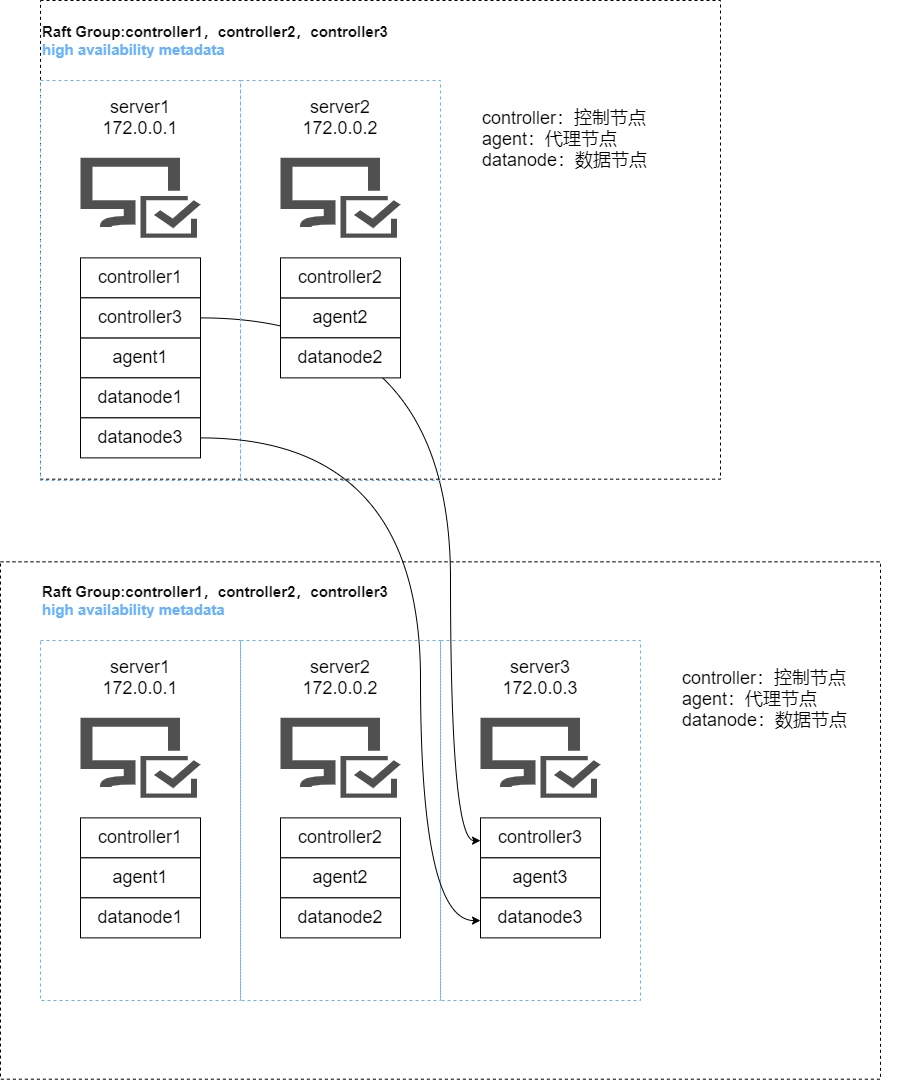 Raft Group:controller1，controller2，controller3
high availability metadata
server1
172.0.0.1
server2
172.0.0.2
controller：控制节点
agent：代理节点
datanode：数据节点
controller1
controller3
agent1
datanode1
datanode3
controller2
agent2
datanode2
Raft Group:controller1，controller2，controller3
high availability metadata
server1
172.0.0.1
server2
172.0.0.2
server3
172.0.0.3
controller：控制节点
agent：代理节点
datanode：数据节点
controller1
agent1
datanode1
controller2
agent2
datanode2
controller3
agent3
datanode3